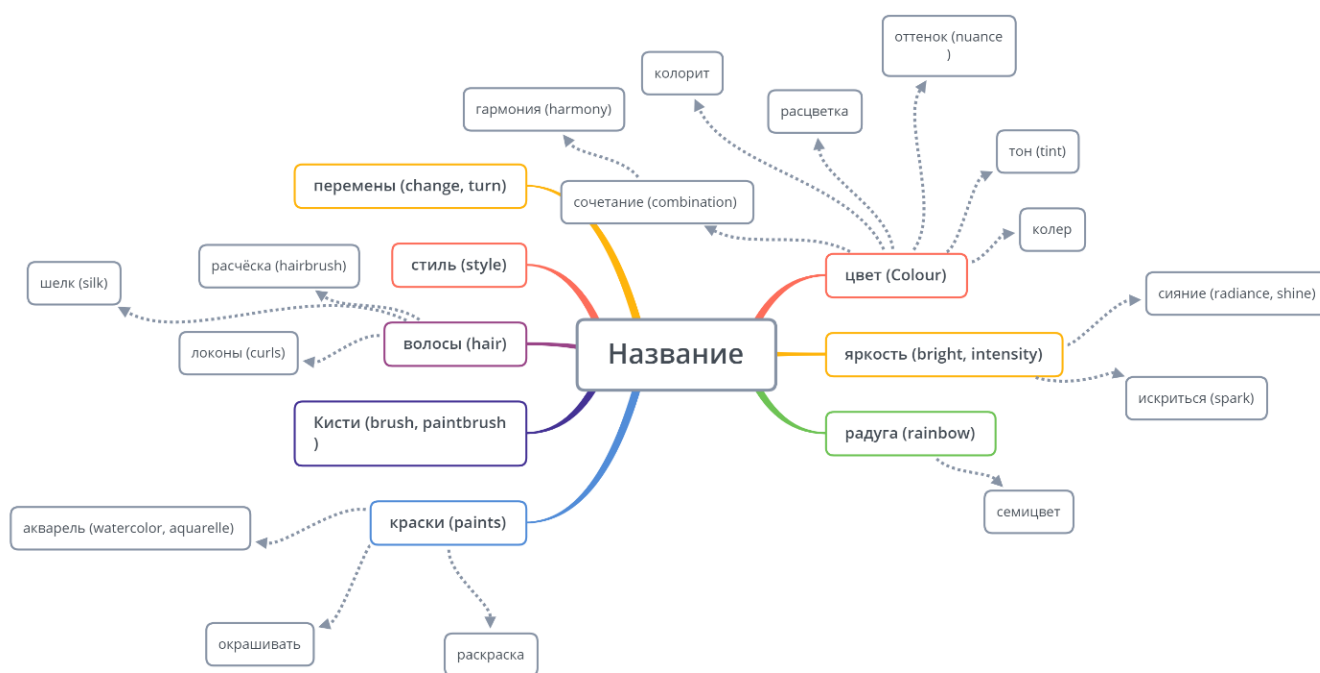 оттенок (nuance
)
колорит
гармония (harmony)
расцветка
тон (tint)
перемены (change, turn)
сочетание (combination)
колер
стиль (style)
расчёска (hairbrush)
шелк (silk)
цвет (Colour)
сияние (radiance, shine)
волосы (hair)
локоны (curls)
Название
яркость (bright, intensity)
искриться (spark)
Кисти (brush, paintbrush
)
радуга (rainbow)
семицвет
краски (paints)
акварель (watercolor, aquarelle)
окрашивать
раскраска